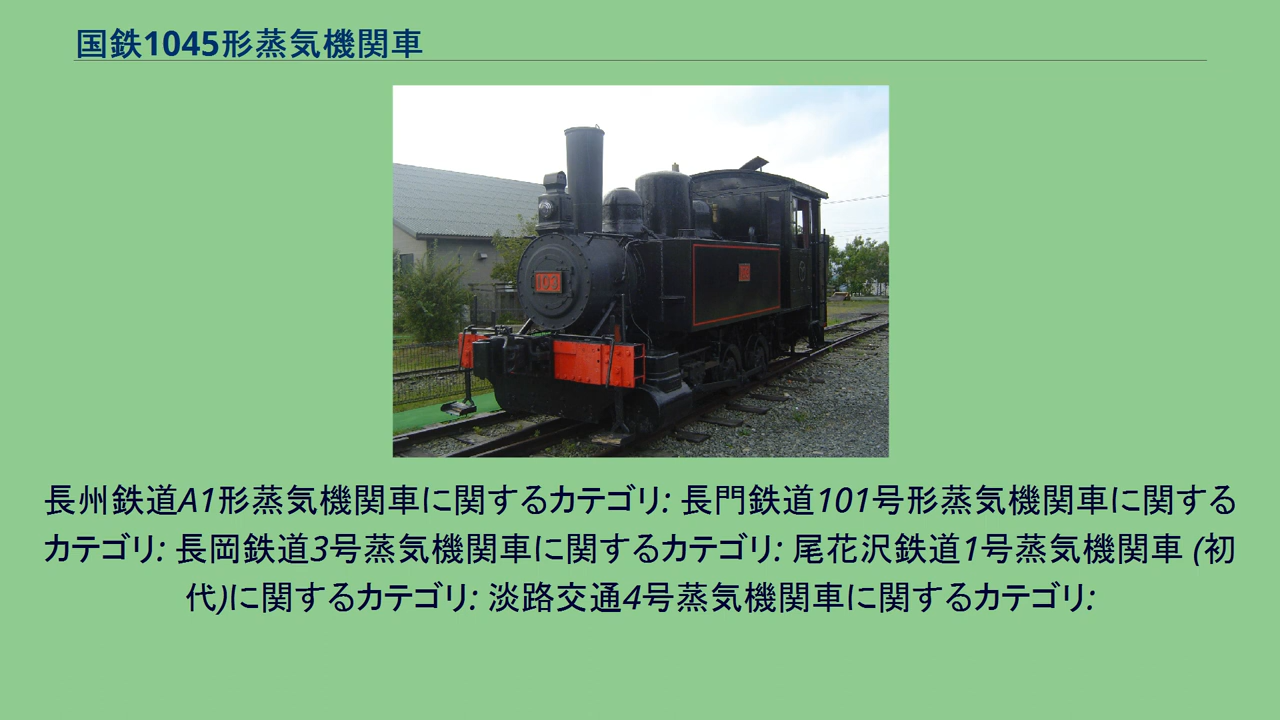 国鉄1045形蒸気機関車
103
長州鉄道A1形蒸気機関車に関するカテゴリ: 長門鉄道101号形蒸気機関車に関する
カテゴリ: 長岡鉄道3号蒸気機関車に関するカテゴリ: 尾花沢鉄道1号蒸気機関車 (初
代)に関するカテゴリ: 淡路交通4号蒸気機関車に関するカテゴリ: